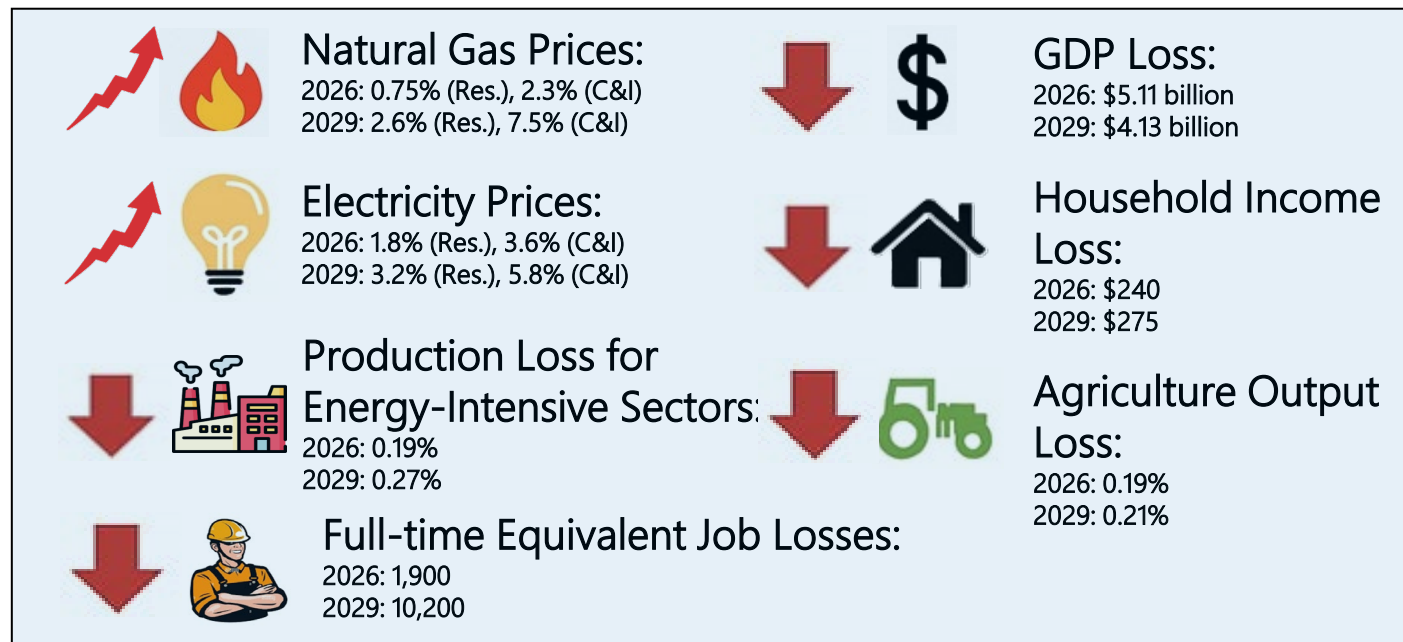 Natural Gas Prices:
2026: 0.75% (Res.), 2.3% (C&I)
2029: 2.6% (Res.), 7.5% (C&I)
Electricity Prices:
2026: 1.8% (Res.), 3.6% (C&I)
2029: 3.2% (Res.), 5.8% (C&I)
Production Loss for
Energy-Intensive Sectors:
2026: 0.19%
2029: 0.27%
Full-time Equivalent Job Losses:
2026: 1,900
2029: 10,200
$
GDP Loss:
2026: $5.11 billion
2029: $4.13 billion
Household Income
Loss:
2026: $240
2029: $275
Agriculture Output
Loss:
2026: 0.19%
2029: 0.21%